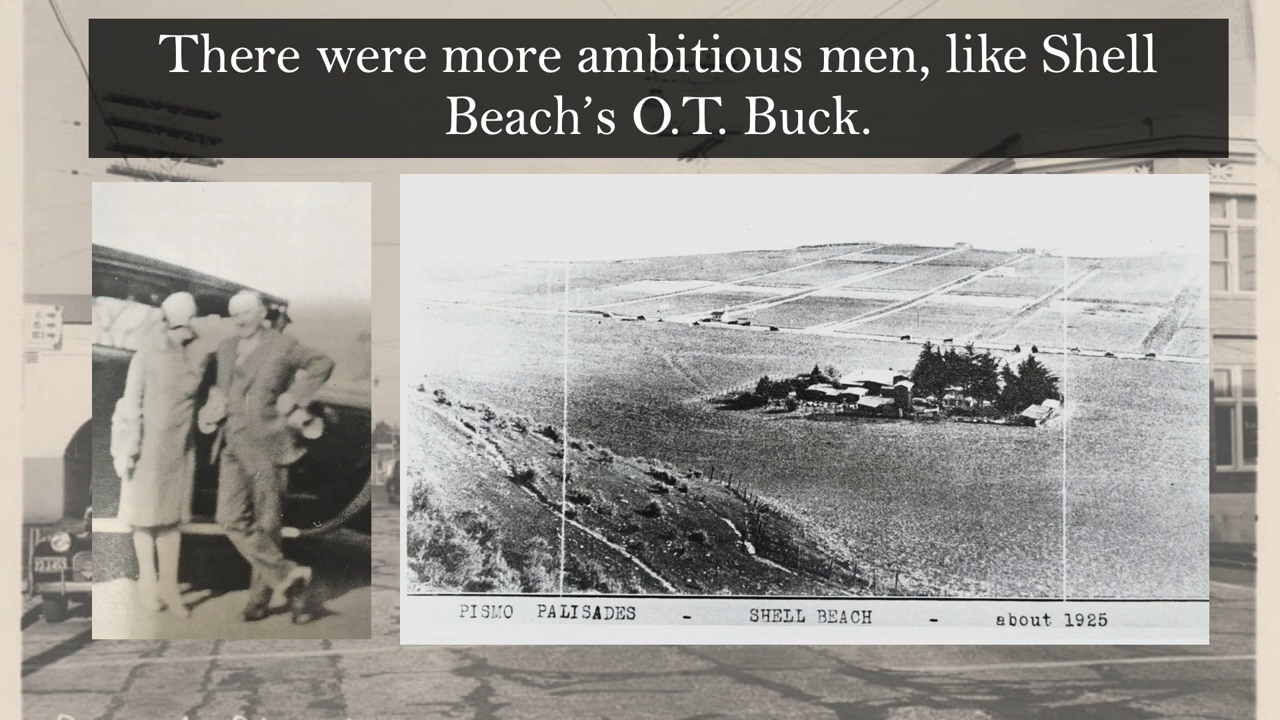 There were more ambitious men, like Shell
Beach’s O.T. Buck.
PISMO PALISADES - SHELL BEACH - about 1925